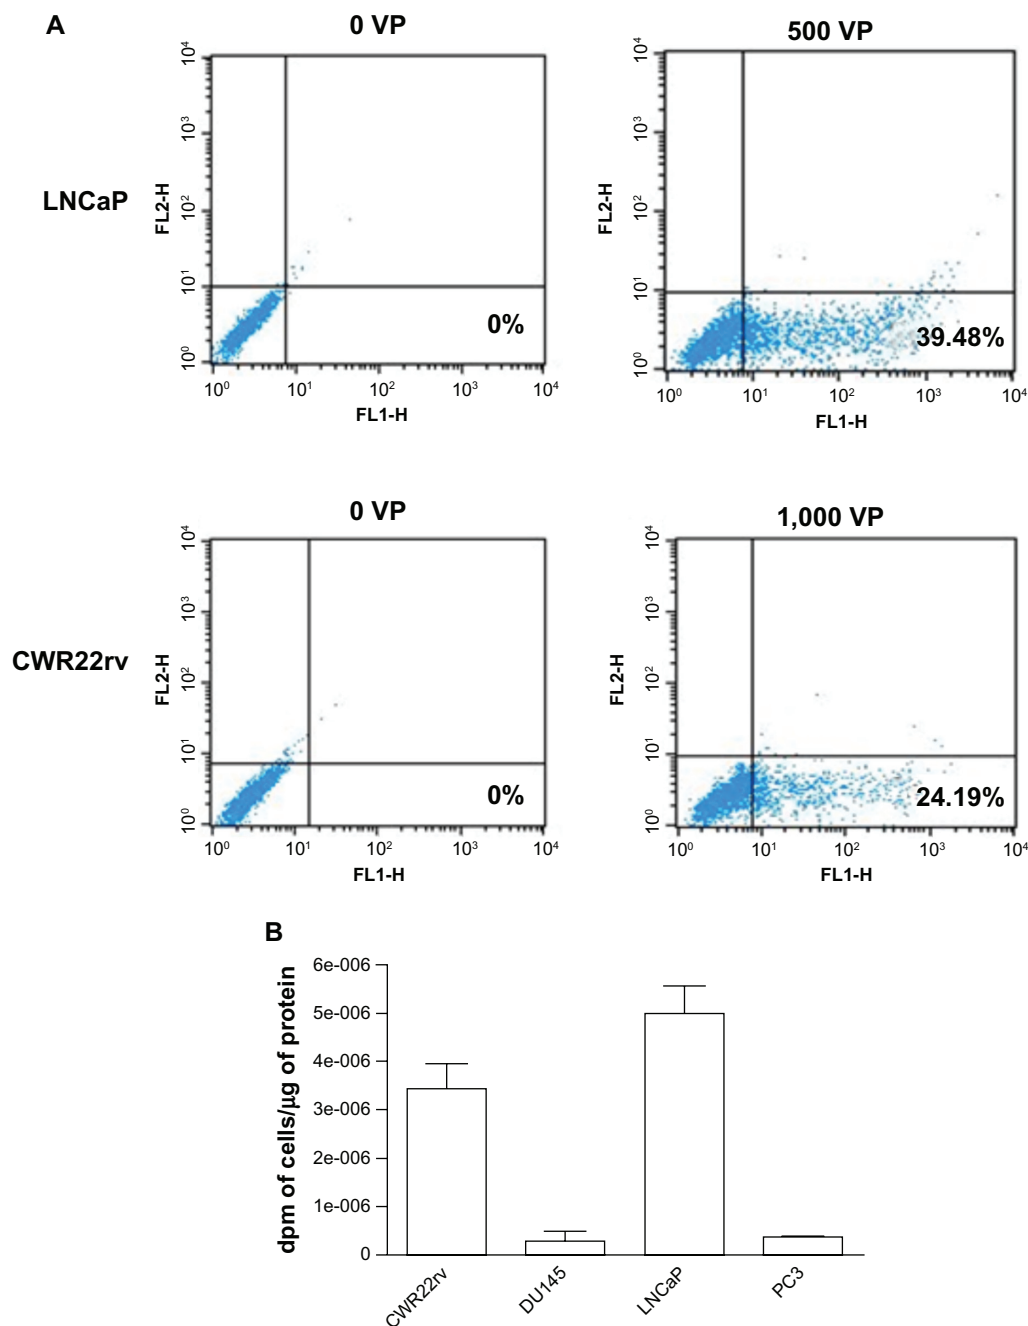 A
0 VP
500 VP
LNCaP
FL2-H
10⁴
10³
10²
10¹
10⁰
0%
10⁰ 10¹ 10² 10³ 10⁴
FL1-H
FL2-H
10⁴
10³
10²
10¹
10⁰
39.48%
10⁰ 10¹ 10² 10³ 10⁴
FL1-H
0 VP
1,000 VP
CWR22rv
FL2-H
10⁴
10³
10²
10¹
10⁰
0%
10⁰ 10¹ 10² 10³ 10⁴
FL1-H
FL2-H
10⁴
10³
10²
10¹
10⁰
24.19%
10⁰ 10¹ 10² 10³ 10⁴
FL1-H
B
dpm of cells/µg of protein
6e-006
5e-006
4e-006
3e-006
2e-006
1e-006
0
CWR22rv
DU145
LNCaP
PC3